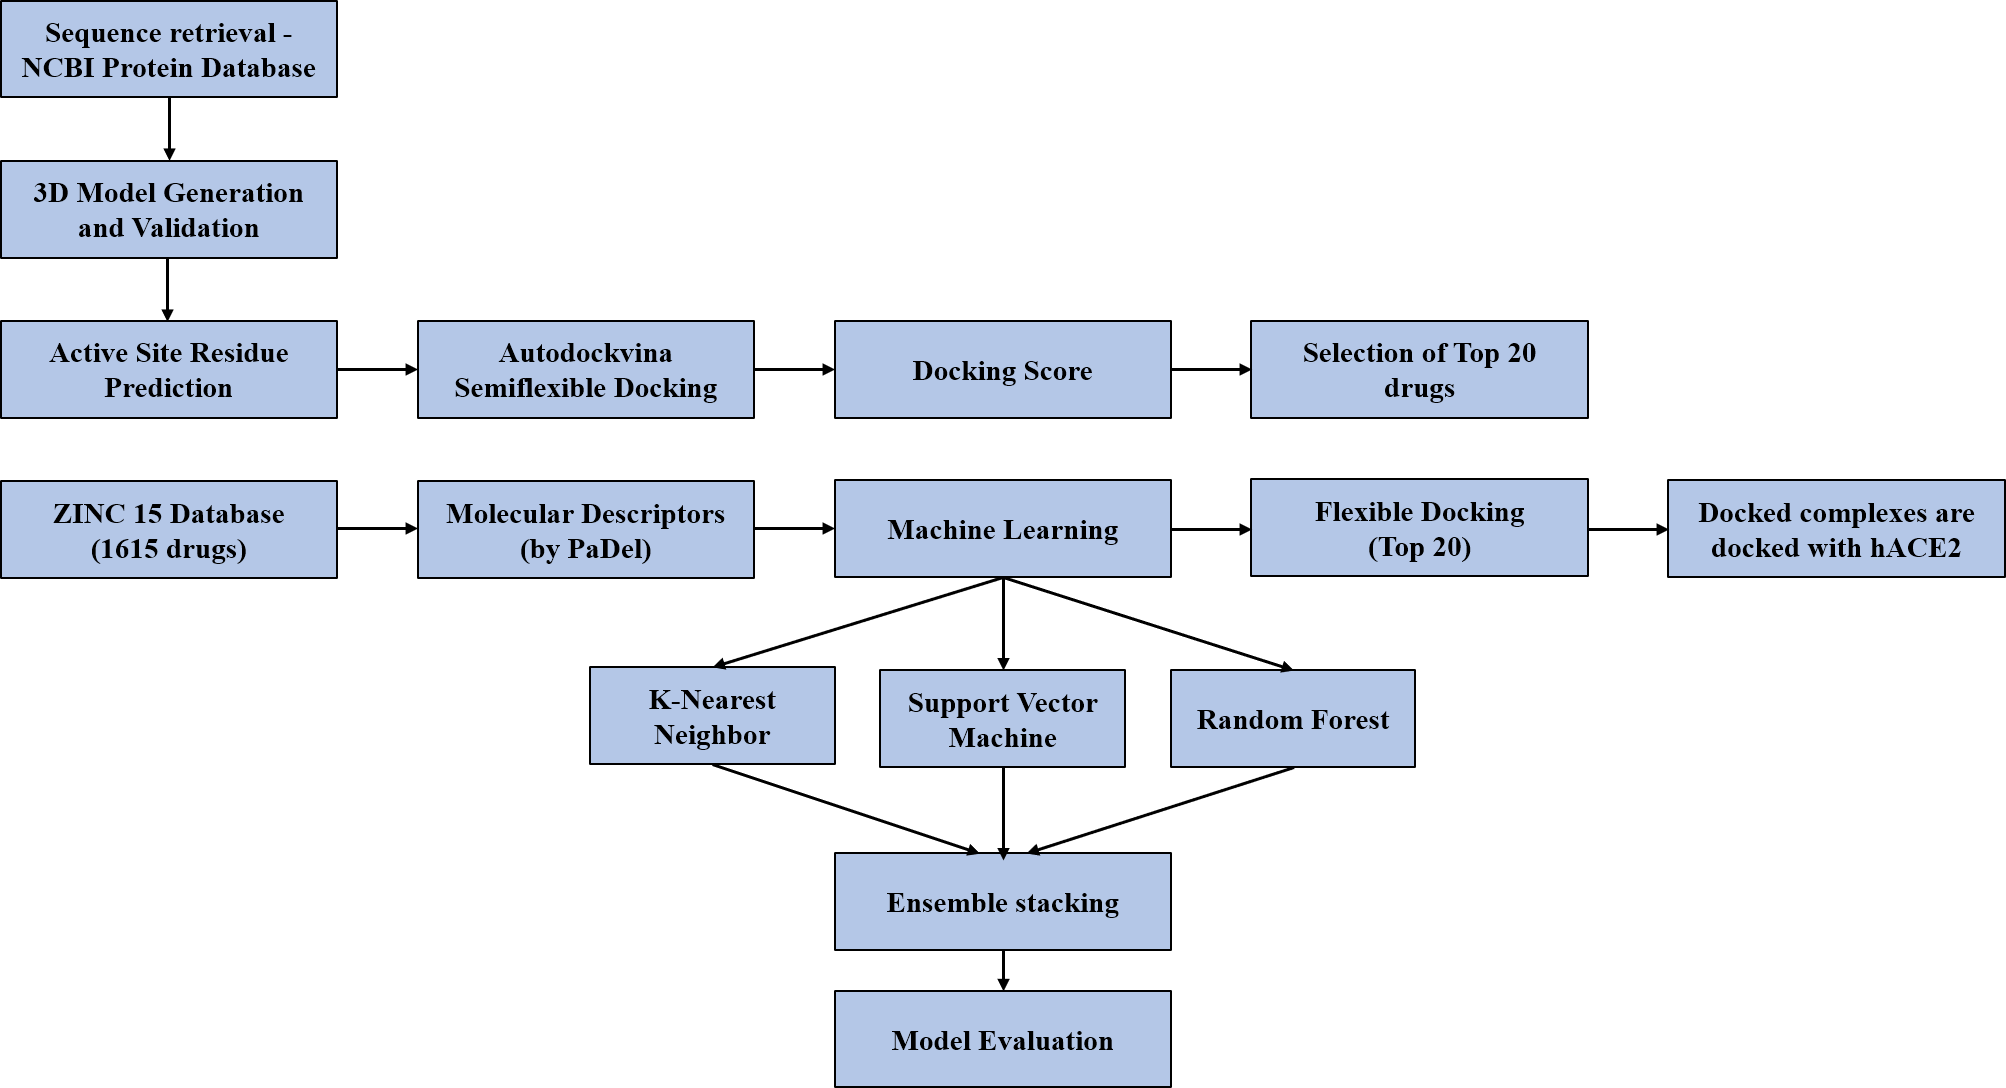 Sequence retrieval -
NCBI Protein Database
3D Model Generation
and Validation
Active Site Residue
Prediction
Autodockvina
Semiflexible Docking
Docking Score
Selection of Top 20
drugs
ZINC 15 Database
(1615 drugs)
Molecular Descriptors
(by PaDel)
Machine Learning
Flexible Docking
(Top 20)
Docked complexes are
docked with hACE2
K-Nearest
Neighbor
Support Vector
Machine
Random Forest
Ensemble stacking
Model Evaluation